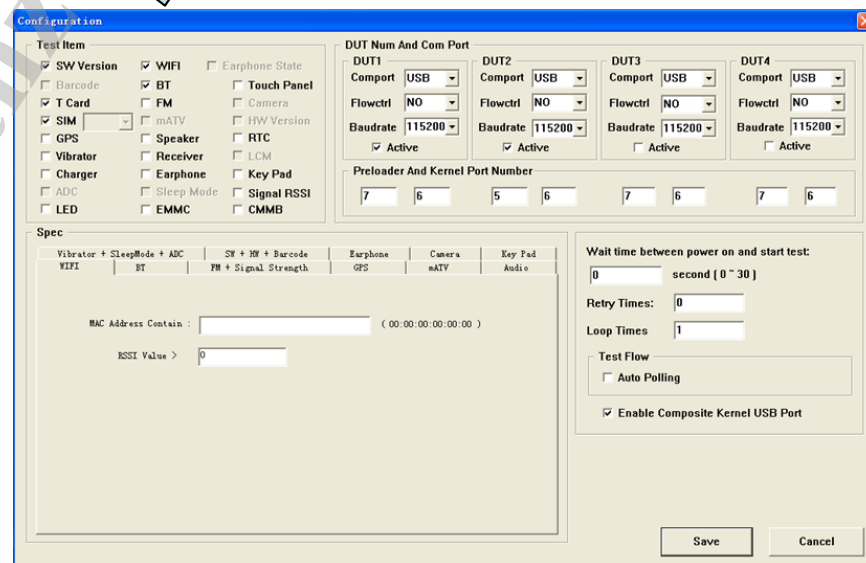 Configuration
Test Item
SW Version WIFI Earphone State
Barcode BT Touch Panel
T Card FM Camera
SIM mATV HW Version
GPS Speaker RTC
Vibrator Receiver LCM
Charger Earphone Key Pad
ADC Sleep Mode Signal RSSI
LED EMMC CMMB
DUT Num And Com Port
DUT1 DUT2 DUT3 DUT4
Comport USB Comport USB Comport USB Comport USB
Flowctrl NO Flowctrl NO Flowctrl NO Flowctrl NO
Baudrate 115200 Baudrate 115200 Baudrate 115200 Baudrate 115200
Active Active Active Active
Preloader And Kernel Port Number
7 6 5 6 7 6 7 6
Spec
Vibrator + SleepMode + ADC SW + HW + Barcode Earphone Camera Key Pad
WIFI BT FM + Signal Strength GPS mATV Audio
MAC Address Contain : ( 00:00:00:00:00:00 )
RSSI Value > 0
Wait time between power on and start test:
0 second ( 0 ~ 30 )
Retry Times: 0
Loop Times 1
Test Flow
Auto Polling
Enable Composite Kernel USB Port
Save Cancel